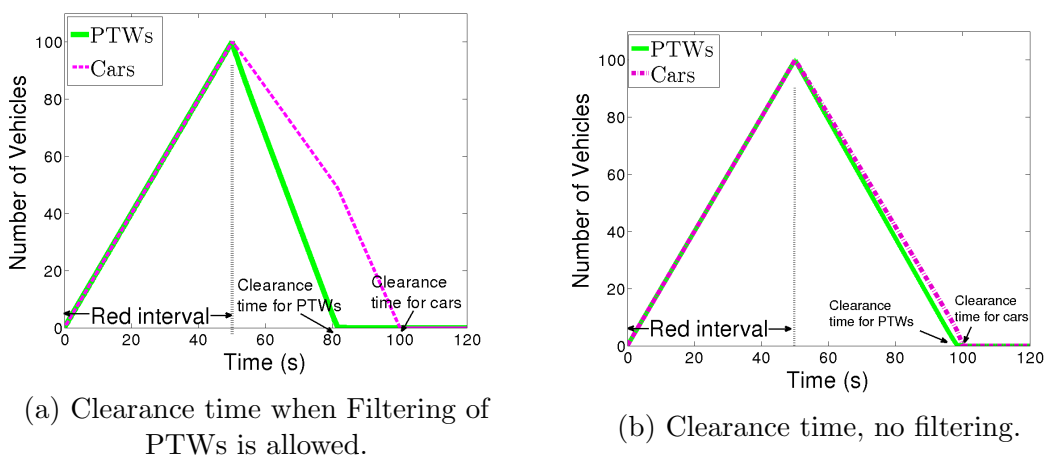 PTWs
Cars
Number of Vehicles
100
80
60
40
20
0
Clearance
time for PTWs
Clearance
time for cars
Red interval
0 20 40 60 80 100 120
Time (s)
(a) Clearance time when Filtering of
PTWs is allowed.
PTWs
Cars
Number of Vehicles
100
80
60
40
20
0
Clearance
time for PTWs
Clearance
time for cars
Red interval
0 20 40 60 80 100 120
Time (s)
(b) Clearance time, no filtering.